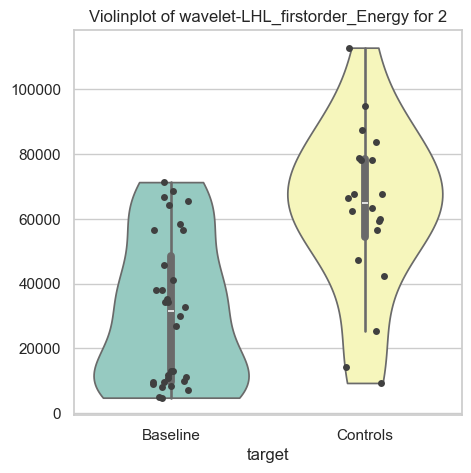 Violinplot of wavelet-LHL_firstorder_Energy for 2
100000
80000
60000
40000
20000
0
Baseline
Controls
target